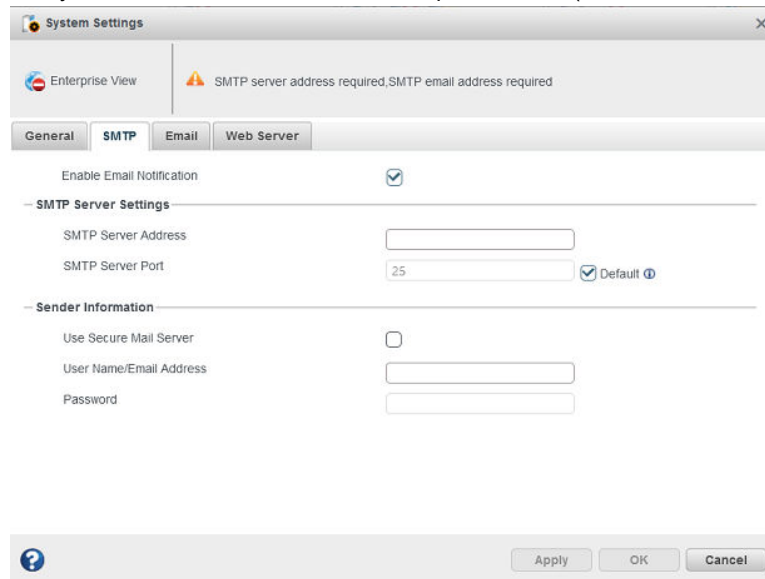 System Settings
Enterprise View
SMTP server address required,SMTP email address required
General SMTP Email Web Server
Enable Email Notification
SMTP Server Settings
SMTP Server Address
SMTP Server Port 25 Default
Sender Information
Use Secure Mail Server
User Name/Email Address
Password
Apply OK Cancel